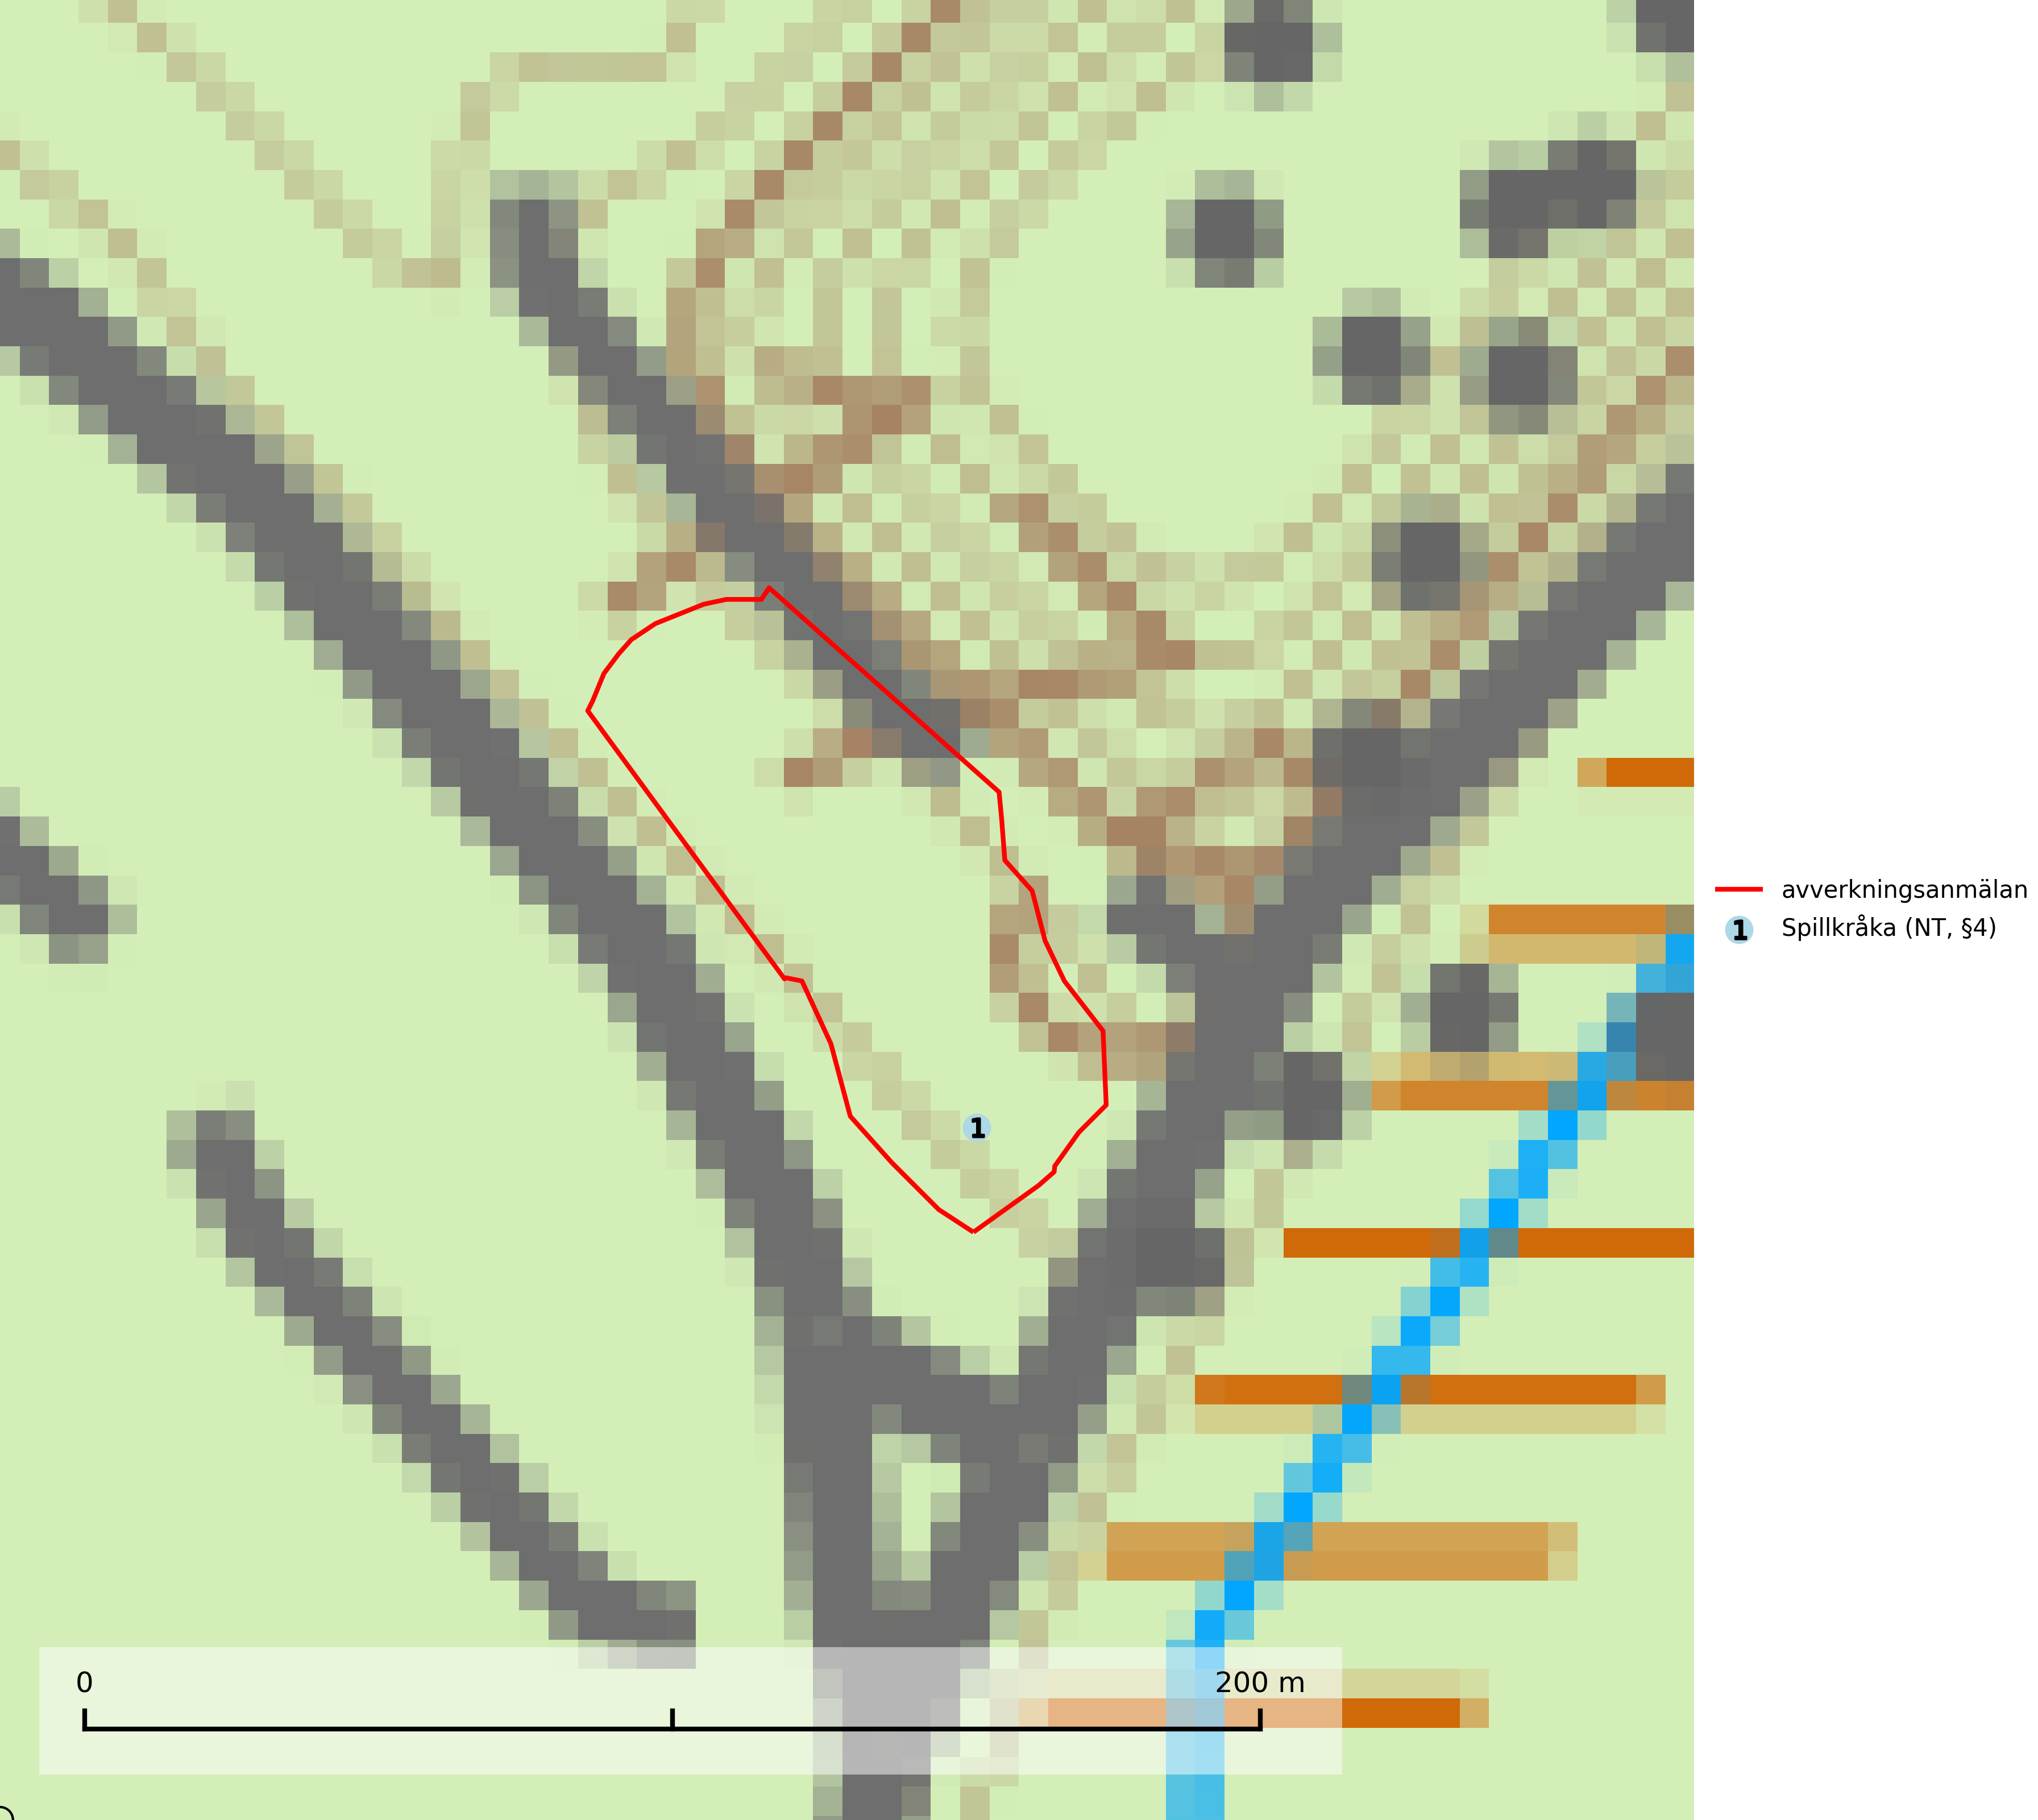 avverkningsanmälan
1 Spillkråka (NT, §4)
1
0 200 m